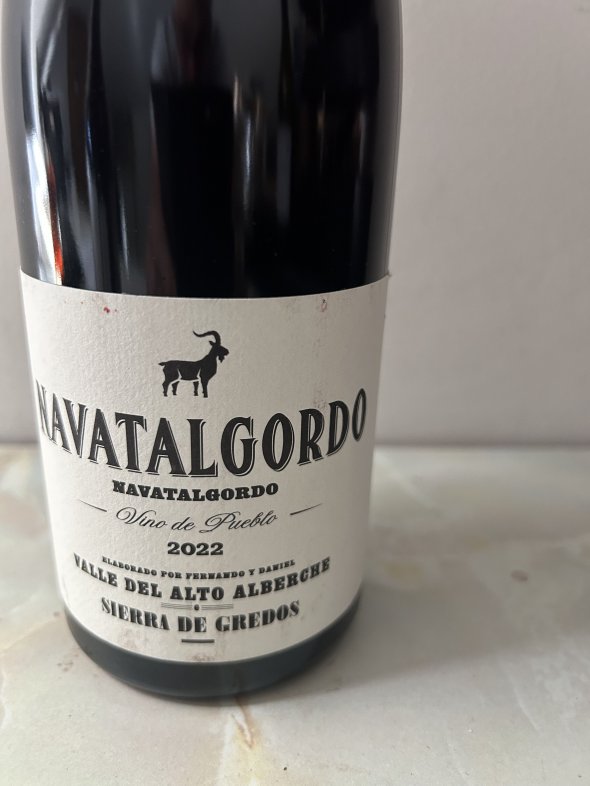 NAVATALGORDO
NAVATALGORDO
Vino de Pueblo
2022
ELABORADO POR FERNANDO Y DANIEL
VALLE DEL ALTO ALBERCHE
SIERRA DE GREDOS